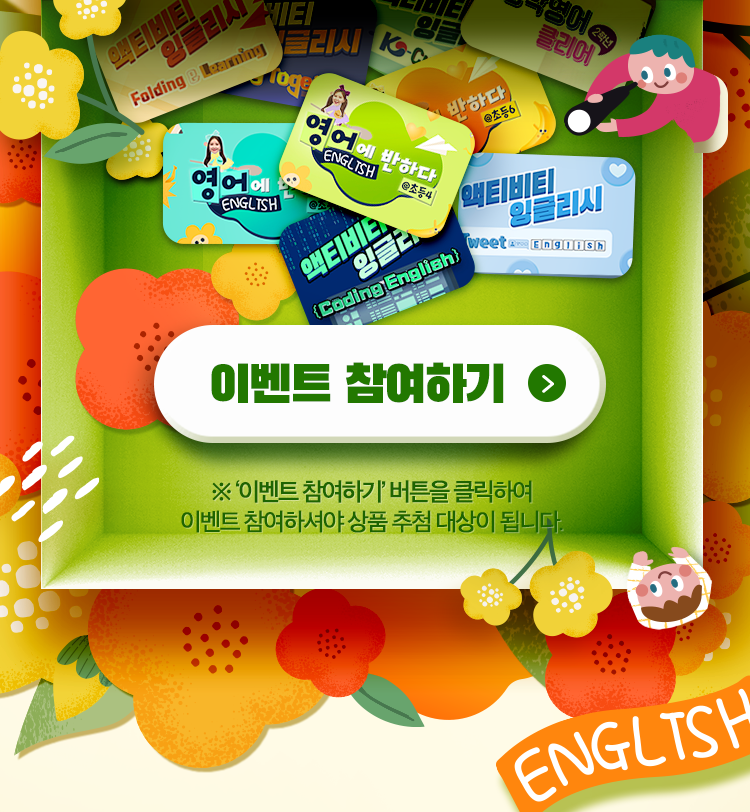 액티비티
잉글리시
Folding & Learning
잉글리시
액티비티
잉글
클리어
2학년
반하다
@초등6
영어에 반하다
ENGLISH
@초등4
영어에
ENGLISH
액티비티
잉글리시
Tweet English
액티비티
잉글리
{Coding English}
이벤트 참여하기
※ ‘이벤트 참여하기’ 버튼을 클릭하여
이벤트 참여하셔야 상품 추첨 대상이 됩니다.
ENGLISH